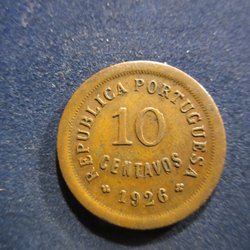 REPUBLICA PORTUGUESA
10
CENTAVOS
* 1926 *